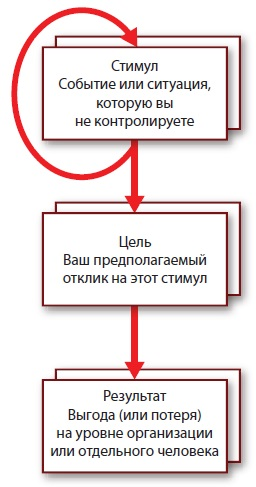 Стимул
Событие или ситуация,
которую вы
не контролируете
Цель
Ваш предполагаемый
отклик на этот стимул
Результат
Выгода (или потеря)
на уровне организации
или отдельного человека